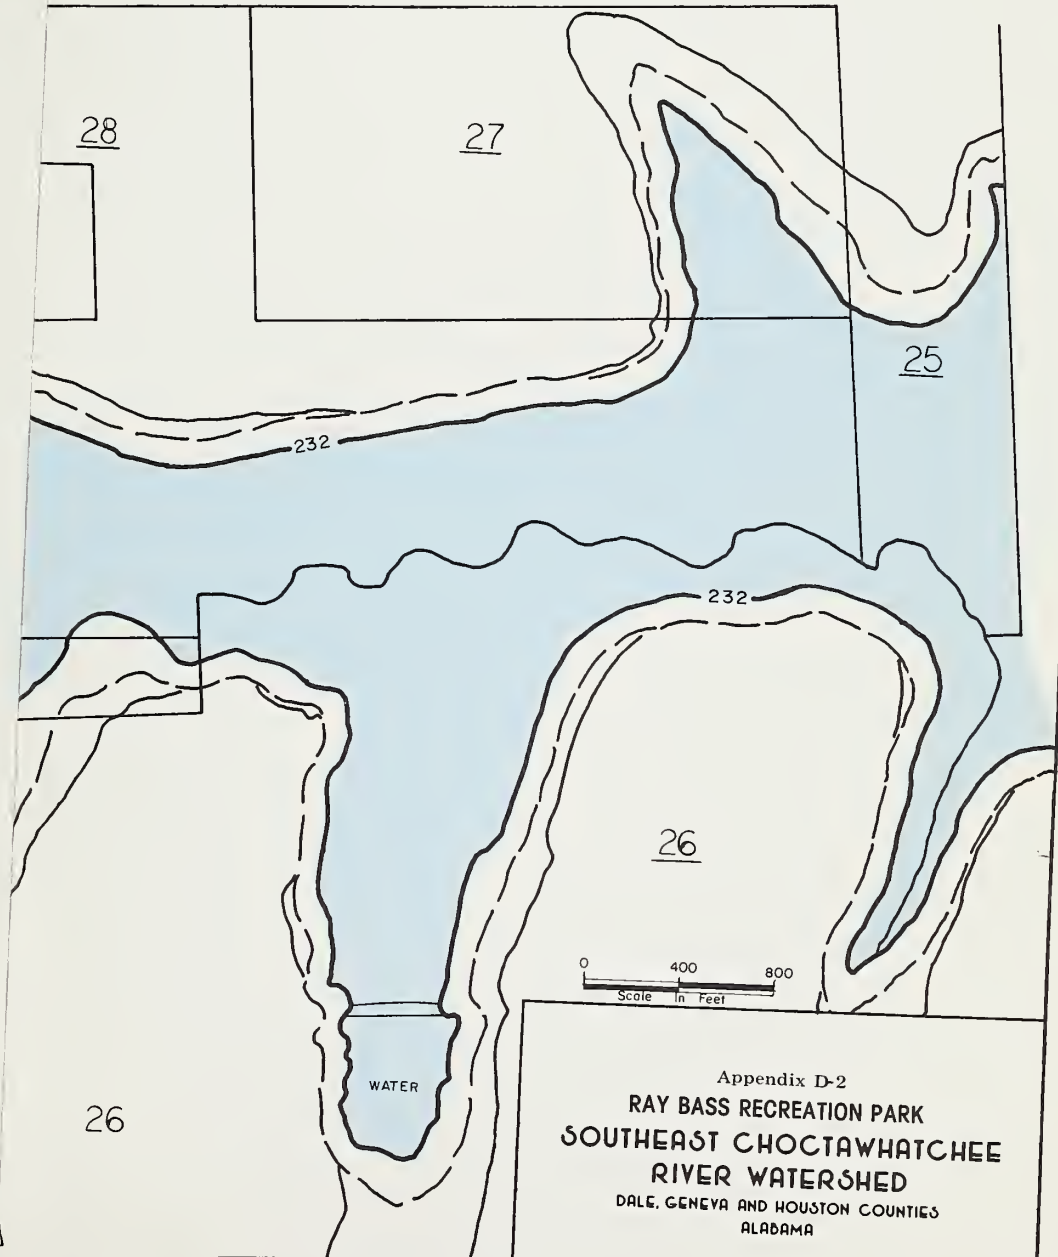 28
27
25
232
232
26
0 400 800
Scale In Feet
WATER
26
Appendix D-2
RAY BASS RECREATION PARK
SOUTHEAST CHOCTAWHATCHEE
RIVER WATERSHED
DALE, GENEVA AND HOUSTON COUNTIES
ALABAMA